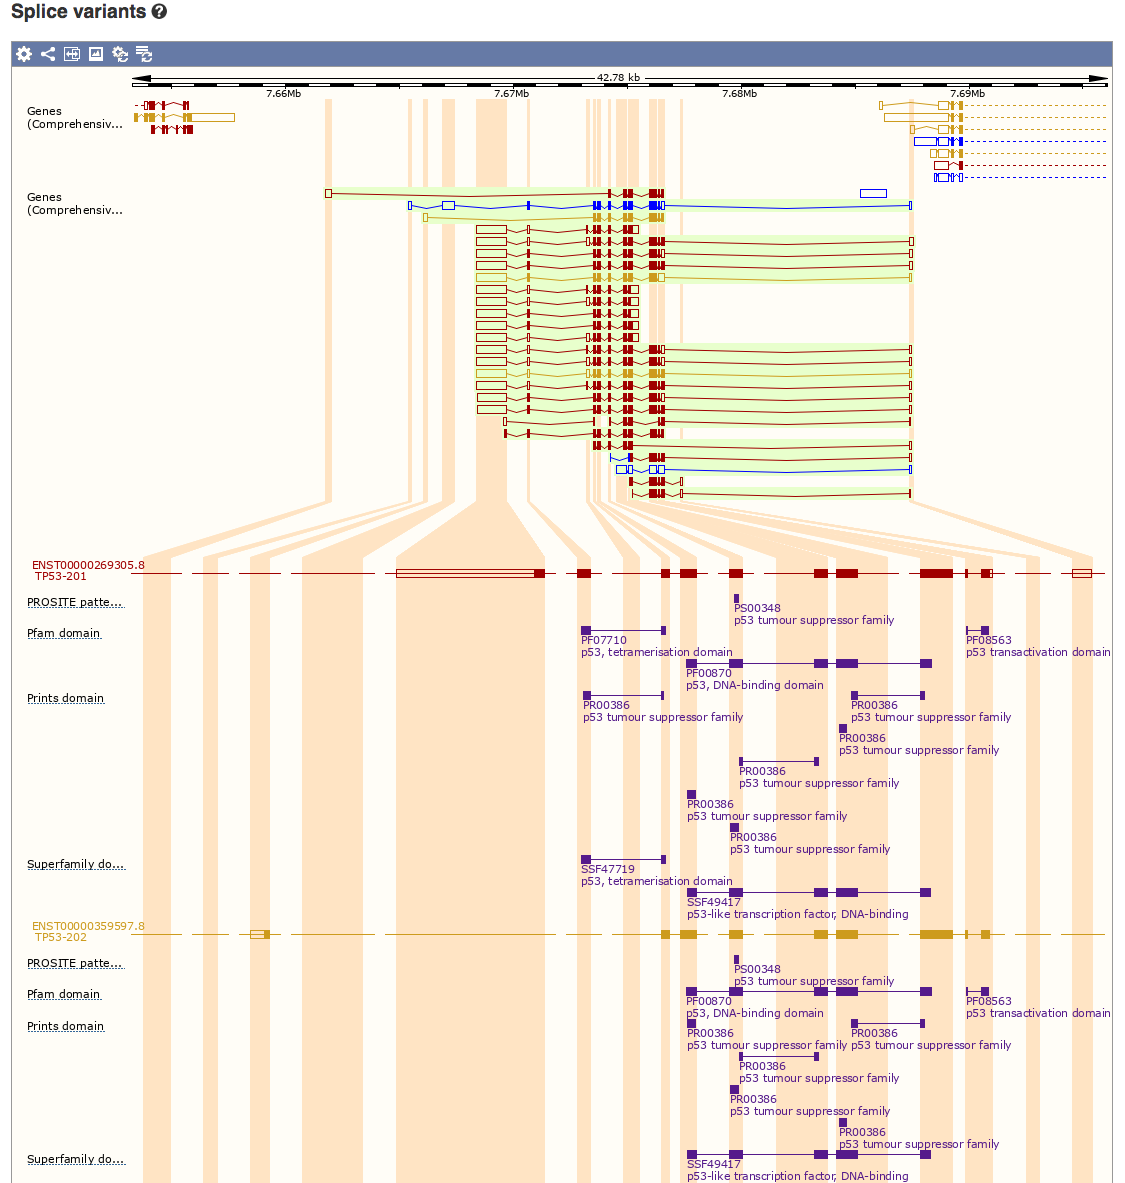 Splice variants ?
42.78 kb
7.66Mb 7.67Mb 7.68Mb 7.69Mb
Genes
(Comprehensiv...
Genes
(Comprehensiv...
ENST00000269305.8
TP53-201
PROSITE patte...
PS00348
p53 tumour suppressor family
Pfam domain
PF07710 PF08563
p53, tetramerisation domain p53 transactivation domain
PF00870
p53, DNA-binding domain
Prints domain
PR00386 PR00386
p53 tumour suppressor family p53 tumour suppressor family
PR00386
p53 tumour suppressor family
PR00386
p53 tumour suppressor family
PR00386
p53 tumour suppressor family
PR00386
p53 tumour suppressor family
Superfamily do...
SSF47719
p53, tetramerisation domain
SSF49417
p53-like transcription factor, DNA-binding
ENST00000359597.8
TP53-202
PROSITE patte...
PS00348
p53 tumour suppressor family
Pfam domain
PF00870 PF08563
p53, DNA-binding domain p53 transactivation domain
Prints domain
PR00386 PR00386
p53 tumour suppressor family p53 tumour suppressor family
PR00386
p53 tumour suppressor family
PR00386
p53 tumour suppressor family
PR00386
p53 tumour suppressor family
Superfamily do...
SSF49417
p53-like transcription factor, DNA-binding